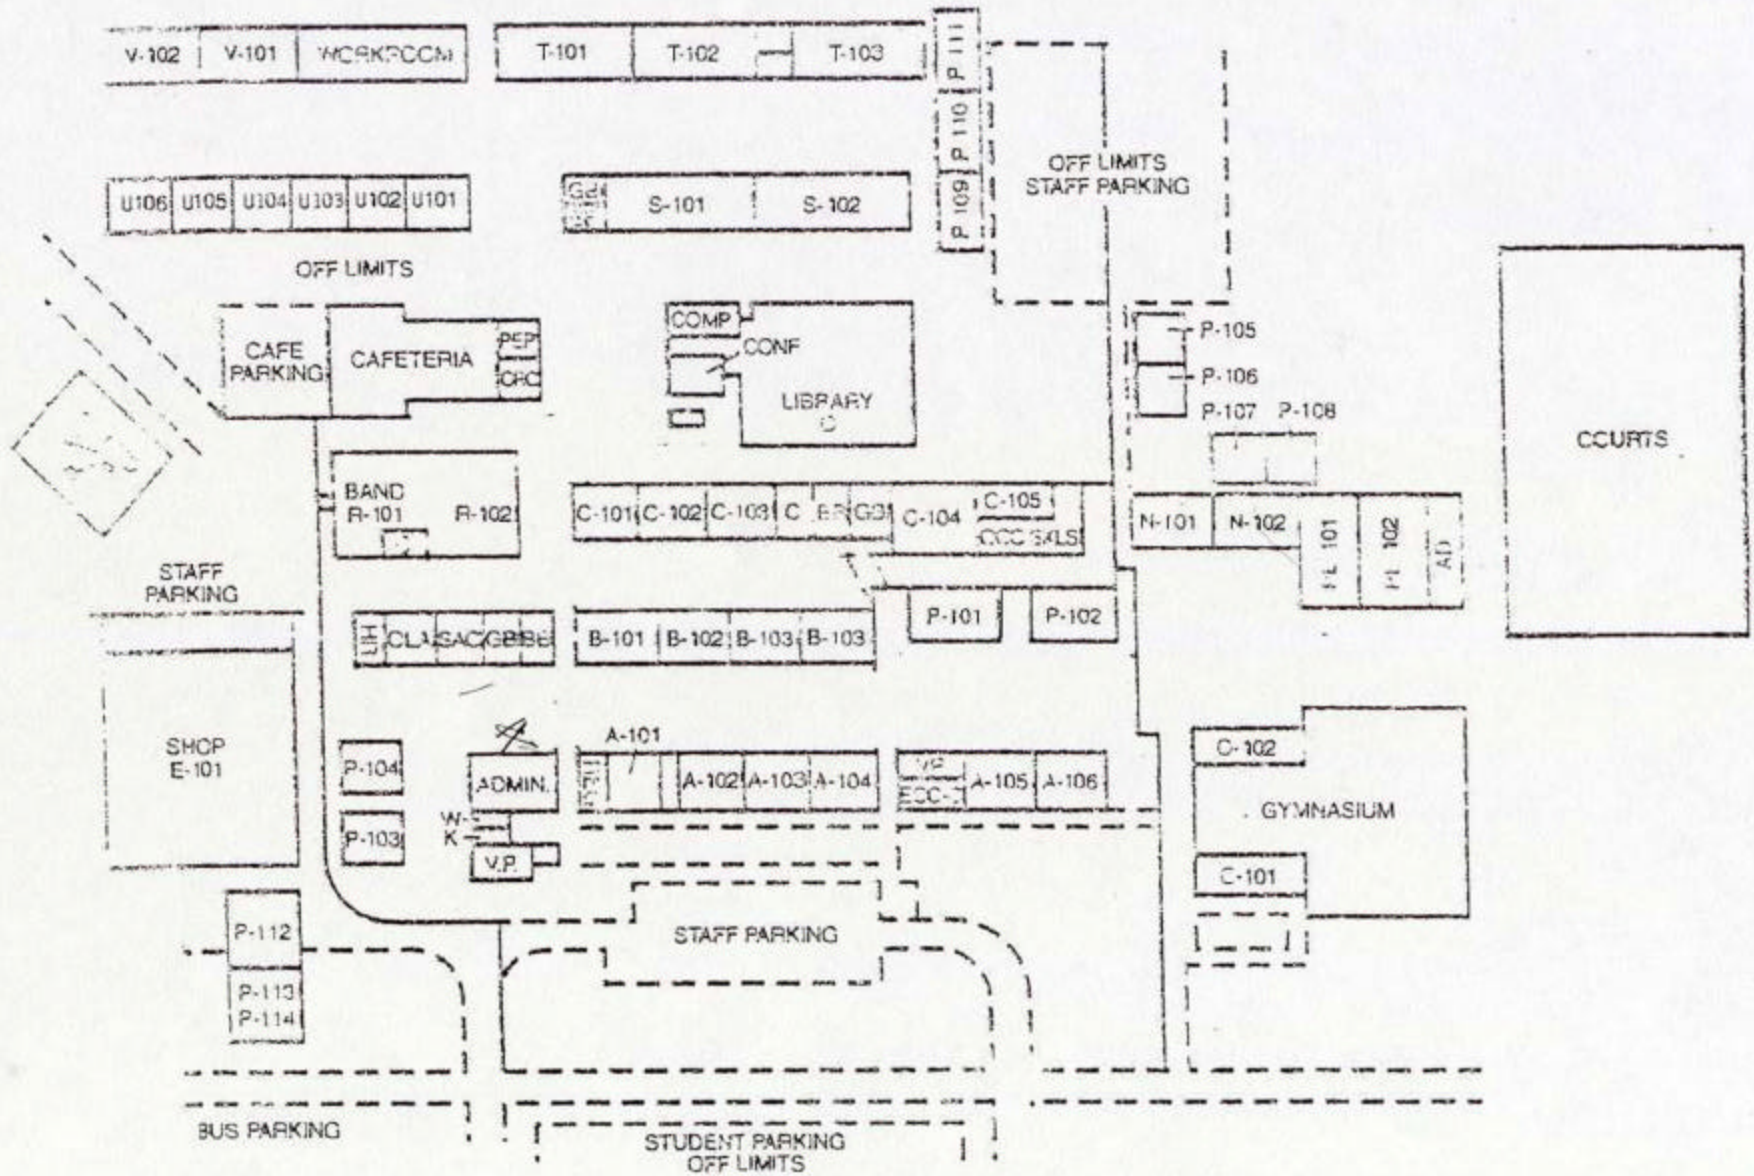 V-102 V-101 WORKROOM T-101 T-102 T-103 P 111
P 110
P 109
OFF LIMITS
STAFF PARKING
U106 U105 U104 U103 U102 U101 S-101 S-102
OFF LIMITS
CAFE
PARKING
CAFETERIA
PEP
CRC
COMP
CONF
LIBRARY
P-105
P-106
P-107 P-108
COURTS
BAND
R-101 R-102
C-101 C-102 C-103 C C-104 C-105
N-101 N-102 101 102 AD
STAFF
PARKING
B-101 B-102 B-103 B-103
P-101 P-102
SHOP
E-101
P-104
P-103
ADMIN.
W-
K
V.P.
A-101
A-102 A-103 A-104 A-105 A-106
G-102
GYMNASIUM
G-101
P-112
P-113
P-114
STAFF PARKING
BUS PARKING
STUDENT PARKING
OFF LIMITS